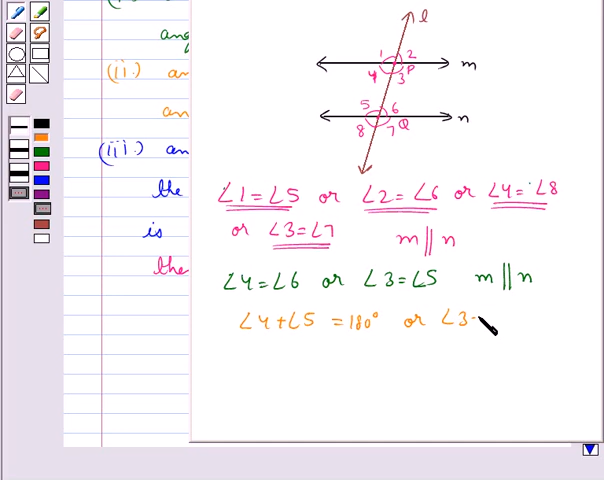 ang
(ii.) an
an
(iii.) an
the
is
the
l
1 2
m
4 3 P
5 6
n
8 7 Q
∠1=∠5 or ∠2=∠6 or ∠4=∠8
or ∠3=∠7 m||n
∠4=∠6 or ∠3=∠5 m||n
∠4+∠5 =180° or ∠3